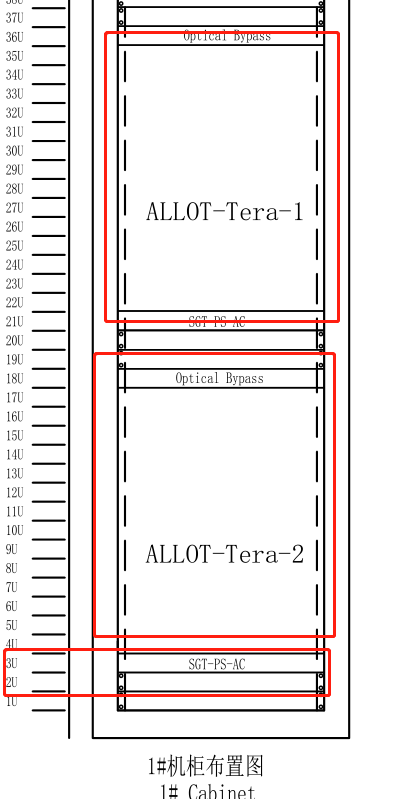 38U
37U
36U
Optical Bypass
35U
34U
33U
32U
31U
30U
29U
28U
27U
ALLOT-Tera-1
26U
25U
24U
23U
22U
21U
SGT-PS-AC
20U
19U
18U
Optical Bypass
17U
16U
15U
14U
13U
12U
11U
10U
9U
ALLOT-Tera-2
8U
7U
6U
5U
4U
3U
SGT-PS-AC
2U
1U
1#机柜布置图
1# Cabinet